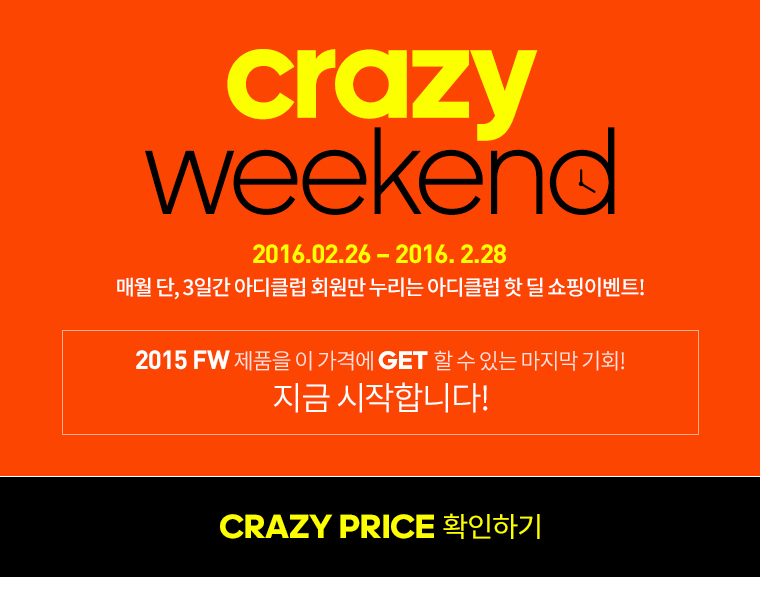 crazy
weekend
2016.02.26 – 2016. 2.28
매월 단, 3일간 아디클럽 회원만 누리는 아디클럽 핫 딜 쇼핑이벤트!
2015 FW 제품을 이 가격에 GET 할 수 있는 마지막 기회!
지금 시작합니다!
CRAZY PRICE 확인하기